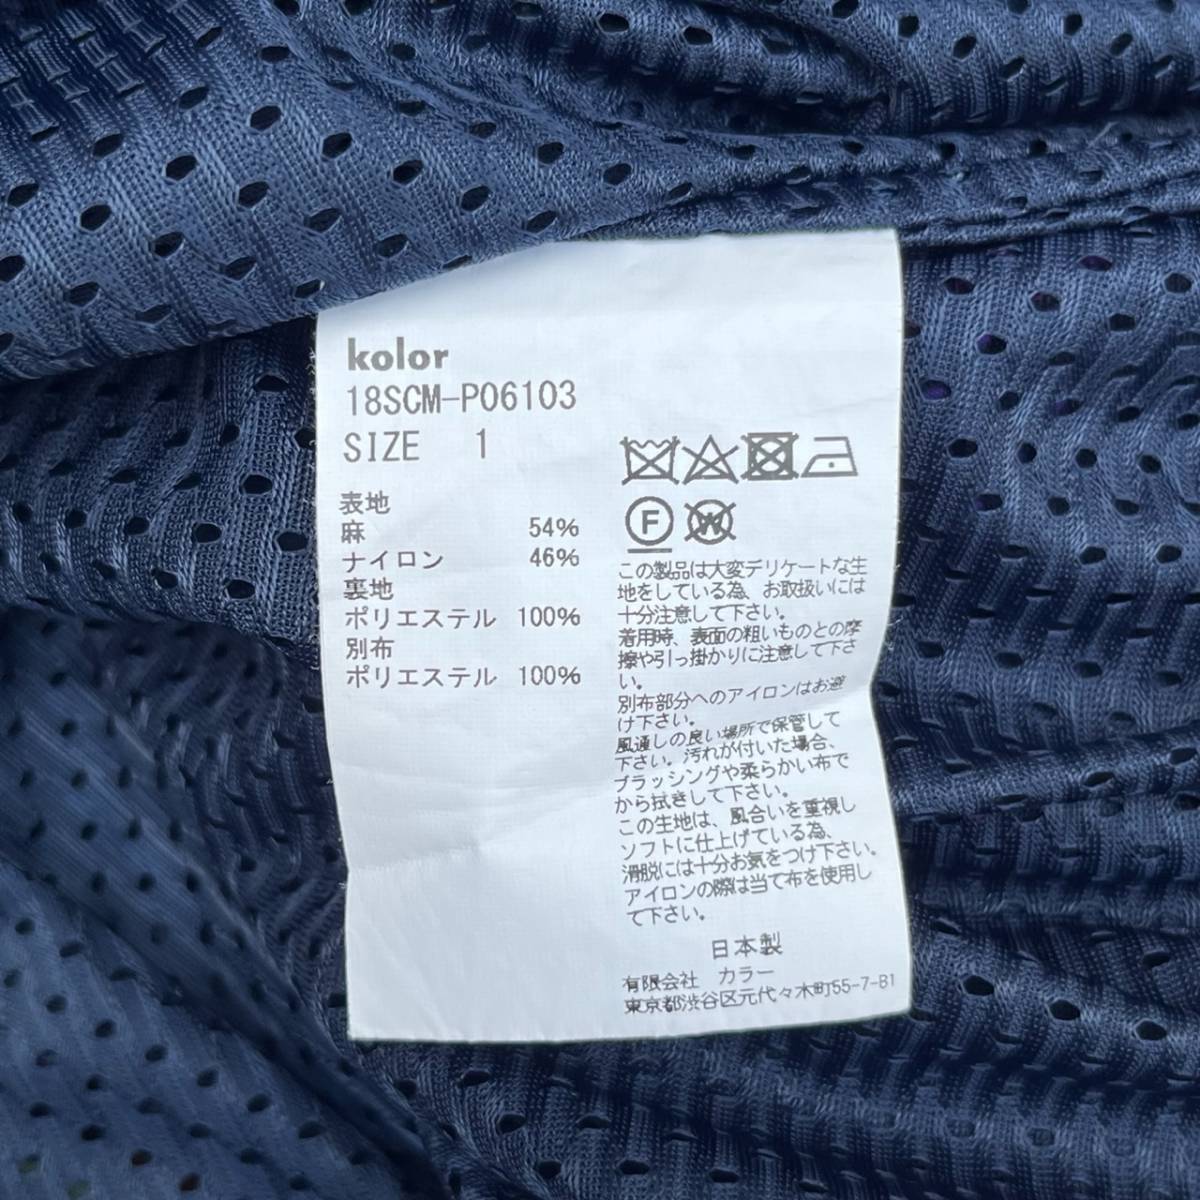 kolor
18SCM-P06103
SIZE 1
表地
麻 54%
ナイロン 46%
裏地
ポリエステル 100%
別布
ポリエステル 100%
F W
この製品は大変デリケートな生
地をしている為、お取扱いには
十分注意して下さい。
着用時、表面の粗いものとの摩
擦や引っ掛かりに注意して下さ
い。
別布部分へのアイロンはお避
け下さい。
風通しの良い場所で保管して
下さい。汚れが付いた場合、
ブラッシングや柔らかい布で
から拭きして下さい。
この生地は、風合いを重視し
ソフトに仕上げている為、
滑脱には十分お気をつけ下さい。
アイロンの際は当て布を使用し
て下さい。
日本製
有限会社 カラー
東京都渋谷区元代々木町55-7-B1